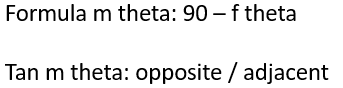 Formula m theta: 90 – f theta
Tan m theta: opposite / adjacent